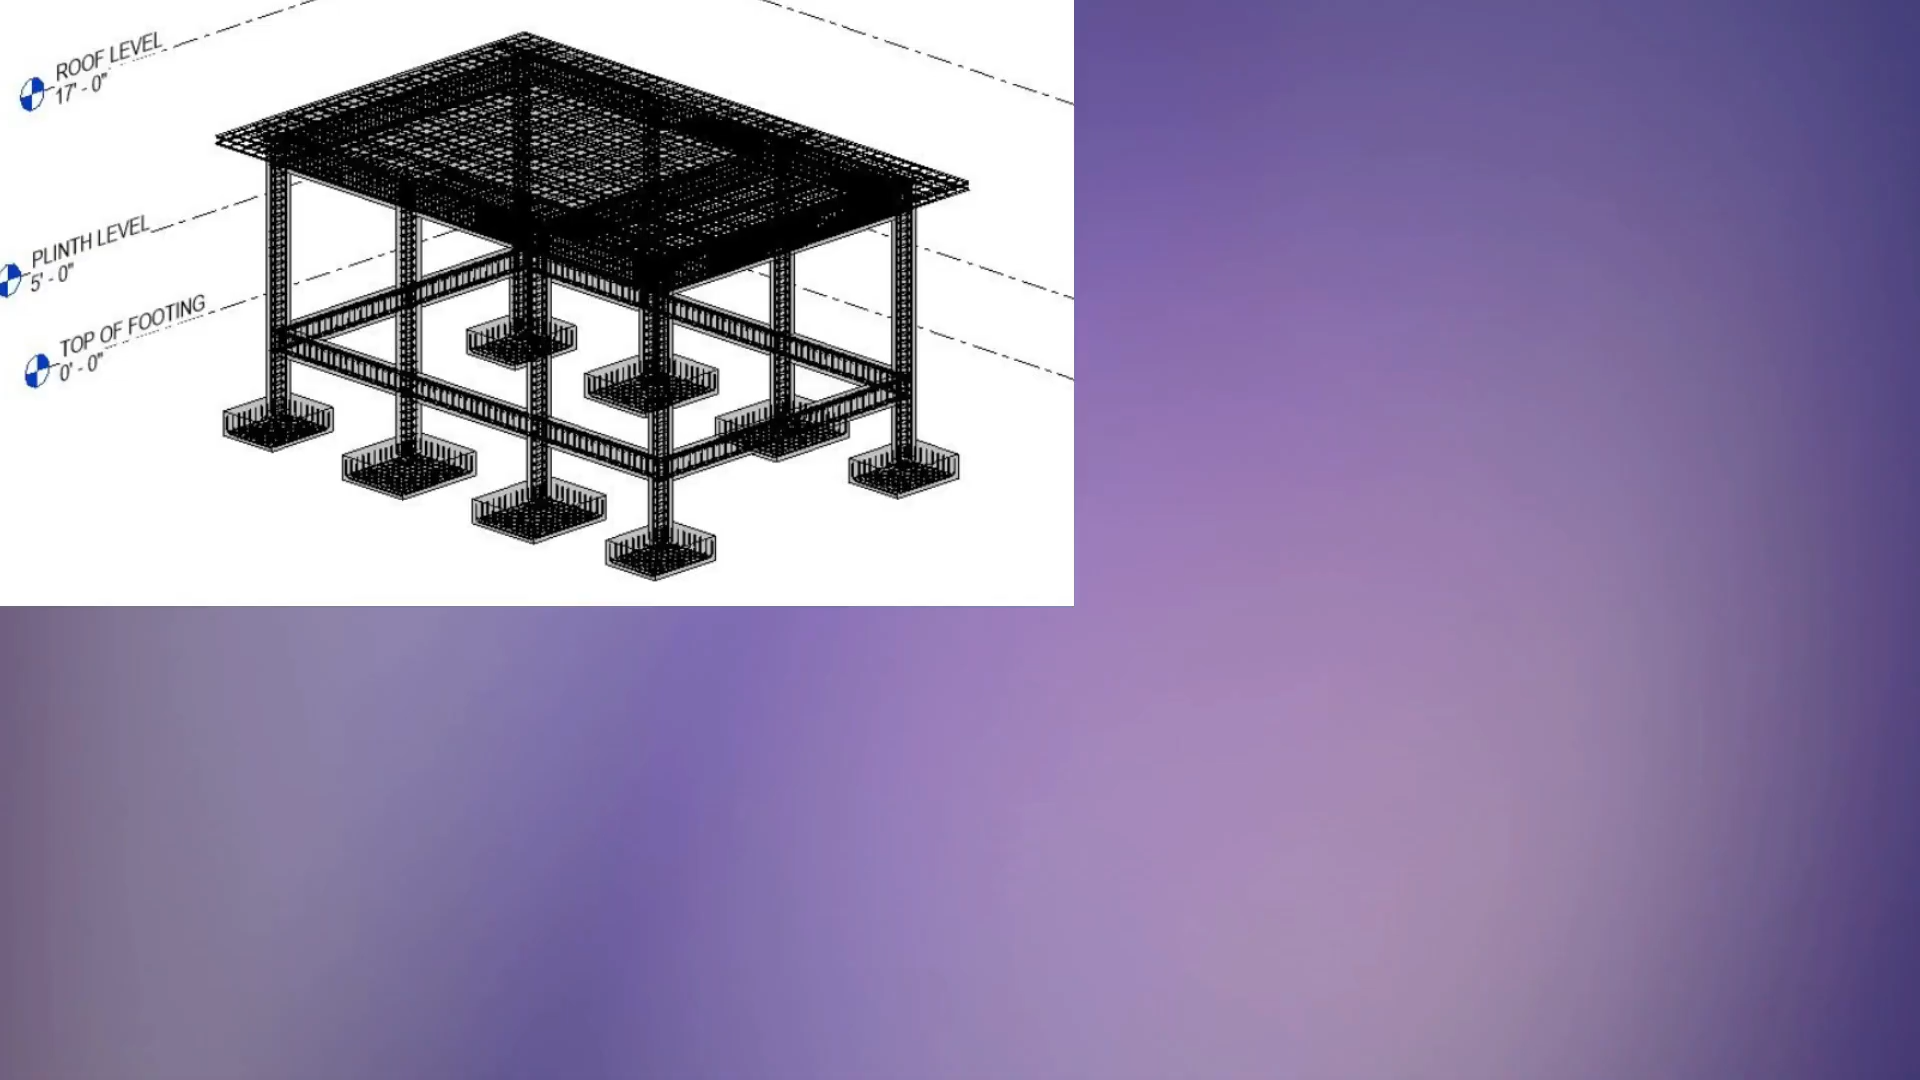 ROOF LEVEL
17' - 0"
PLINTH LEVEL
5' - 0"
TOP OF FOOTING
0' - 0"